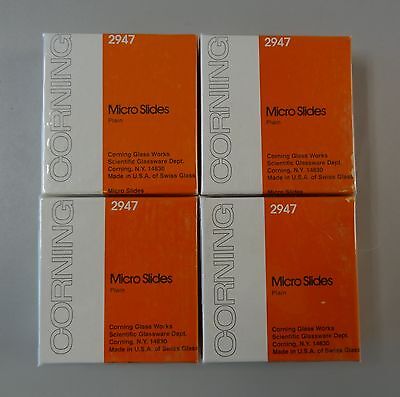 CORNING
2947
Micro Slides
Plain
Corning Glass Works
Scientific Glassware Dept.
Corning, N.Y. 14830
Made in U.S.A. of Swiss Glass
Micro Slides
CORNING
2947
Micro Slides
Plain
Corning Glass Works
Scientific Glassware Dept.
Corning, N.Y. 14830
Made in U.S.A. of Swiss Glass
Micro Slides
CORNING
2947
Micro Slides
Plain
Corning Glass Works
Scientific Glassware Dept.
Corning, N.Y. 14830
Made in U.S.A. of Swiss Glass
CORNING
2947
Micro Slides
Plain
Corning Glass Works
Scientific Glassware Dept.
Corning, N.Y. 14830
Made in U.S.A. of Swiss Glass